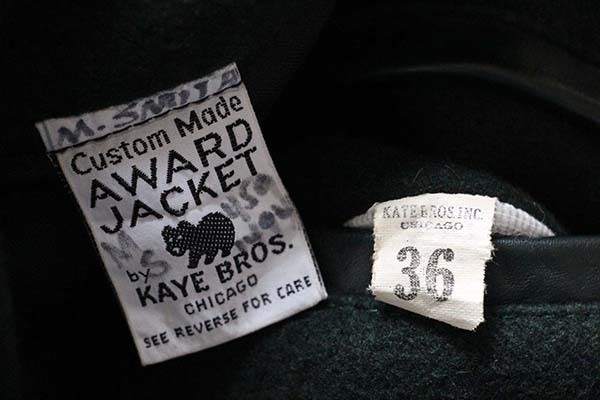 M. SMITH
Custom Made
AWARD
JACKET
by
KAYE BROS.
CHICAGO
SEE REVERSE FOR CARE
KAYE BROS. INC.
CHICAGO
36